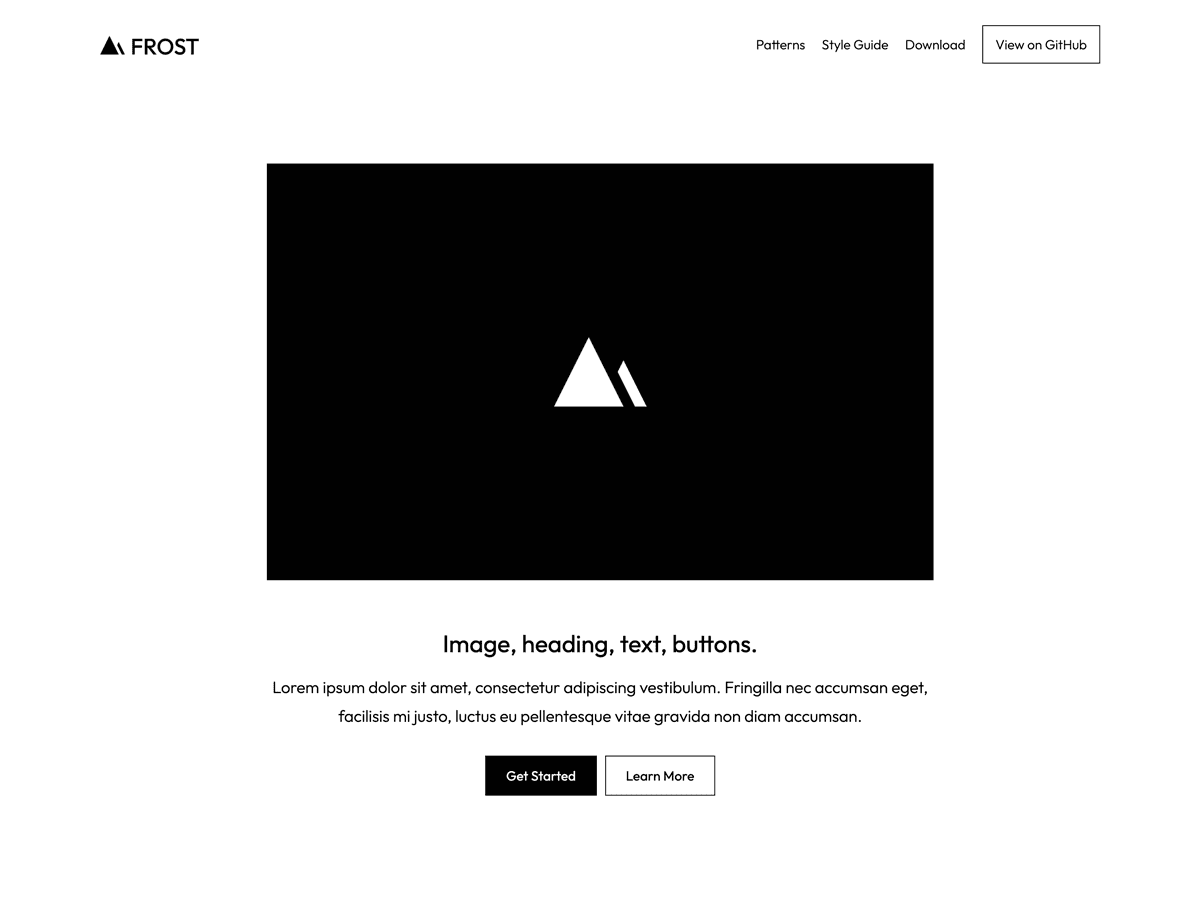 FROST
Patterns
Style Guide
Download
View on GitHub
Image, heading, text, buttons.
Lorem ipsum dolor sit amet, consectetur adipiscing vestibulum. Fringilla nec accumsan eget,
facilisis mi justo, luctus eu pellentesque vitae gravida non diam accumsan.
Get Started
Learn More